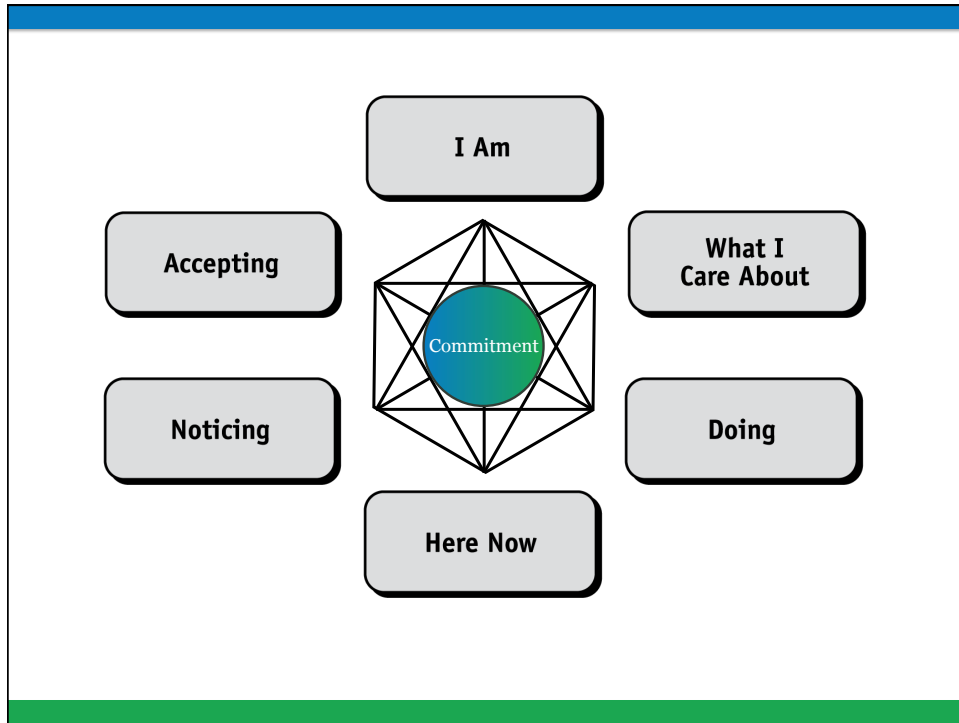 I Am
Accepting
What I
Care About
Commitment
Noticing
Doing
Here Now